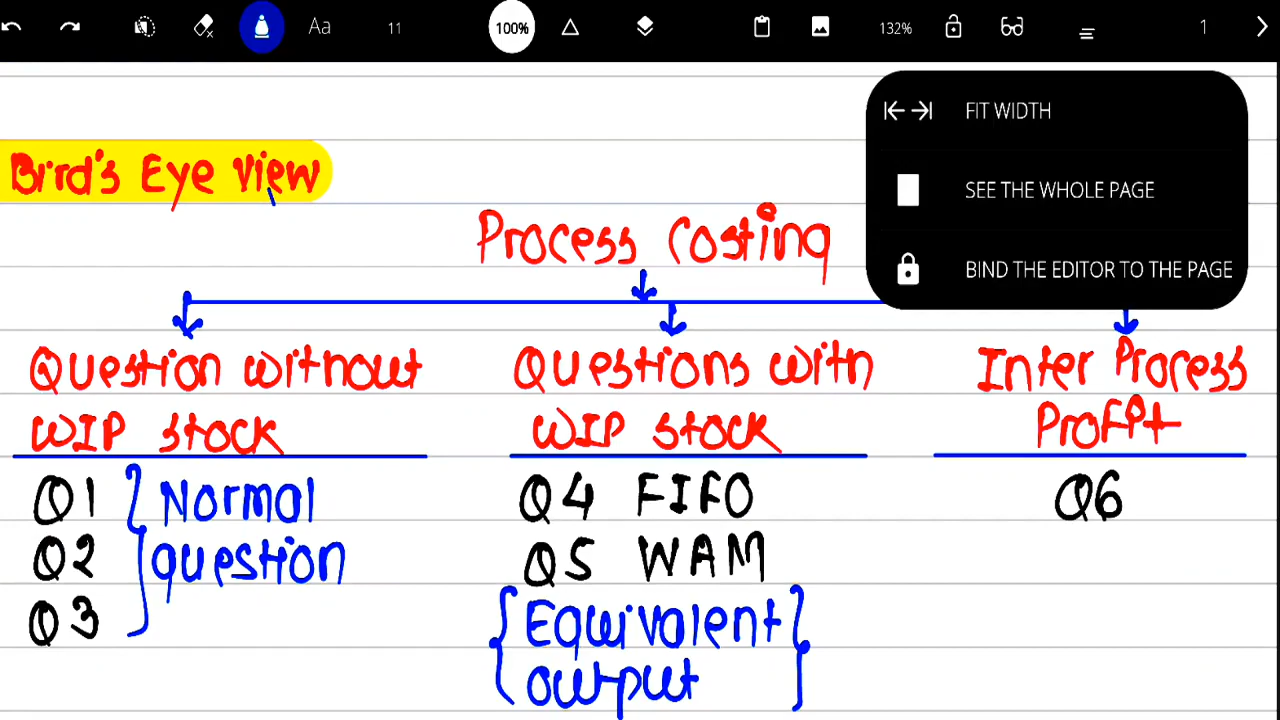 Aa 11 100% 132% 1
FIT WIDTH
SEE THE WHOLE PAGE
BIND THE EDITOR TO THE PAGE
Bird's Eye View
Process Costing
Question without
WIP stock
Q1
Q2
Q3
Normal
question
Questions with
WIP stock
Q4 FIFO
Q5 WAM
Equivalent
output
Inter Process
Profit
Q6